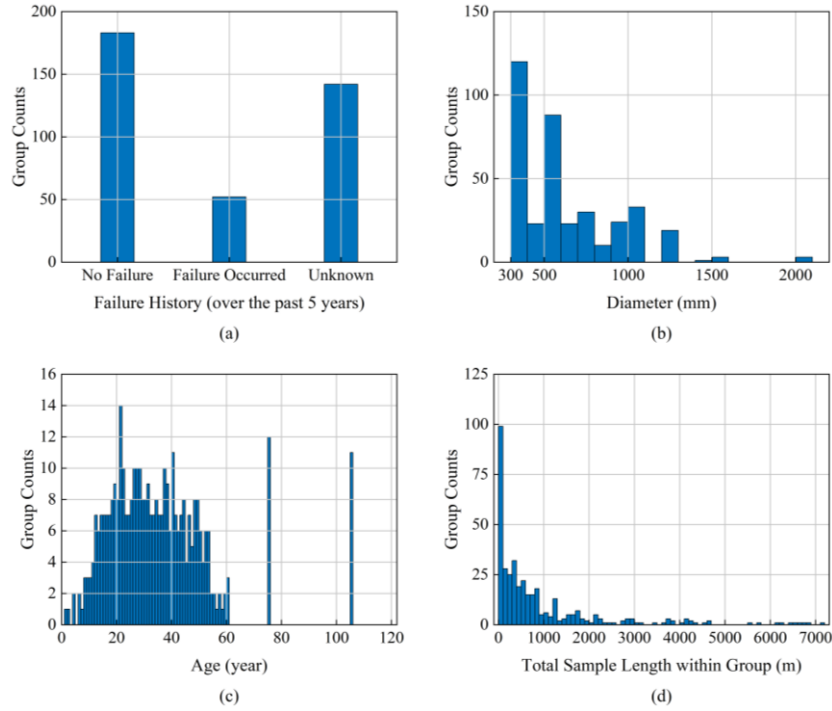 200
150
100
50
0
Group Counts
No Failure Failure Occurred Unknown
Failure History (over the past 5 years)
(a)
150
100
50
0
Group Counts
300 500 1000 1500 2000
Diameter (mm)
(b)
16
14
12
10
8
6
4
2
0
Group Counts
0 20 40 60 80 100 120
Age (year)
(c)
125
100
75
50
25
0
Group Counts
0 1000 2000 3000 4000 5000 6000 7000
Total Sample Length within Group (m)
(d)